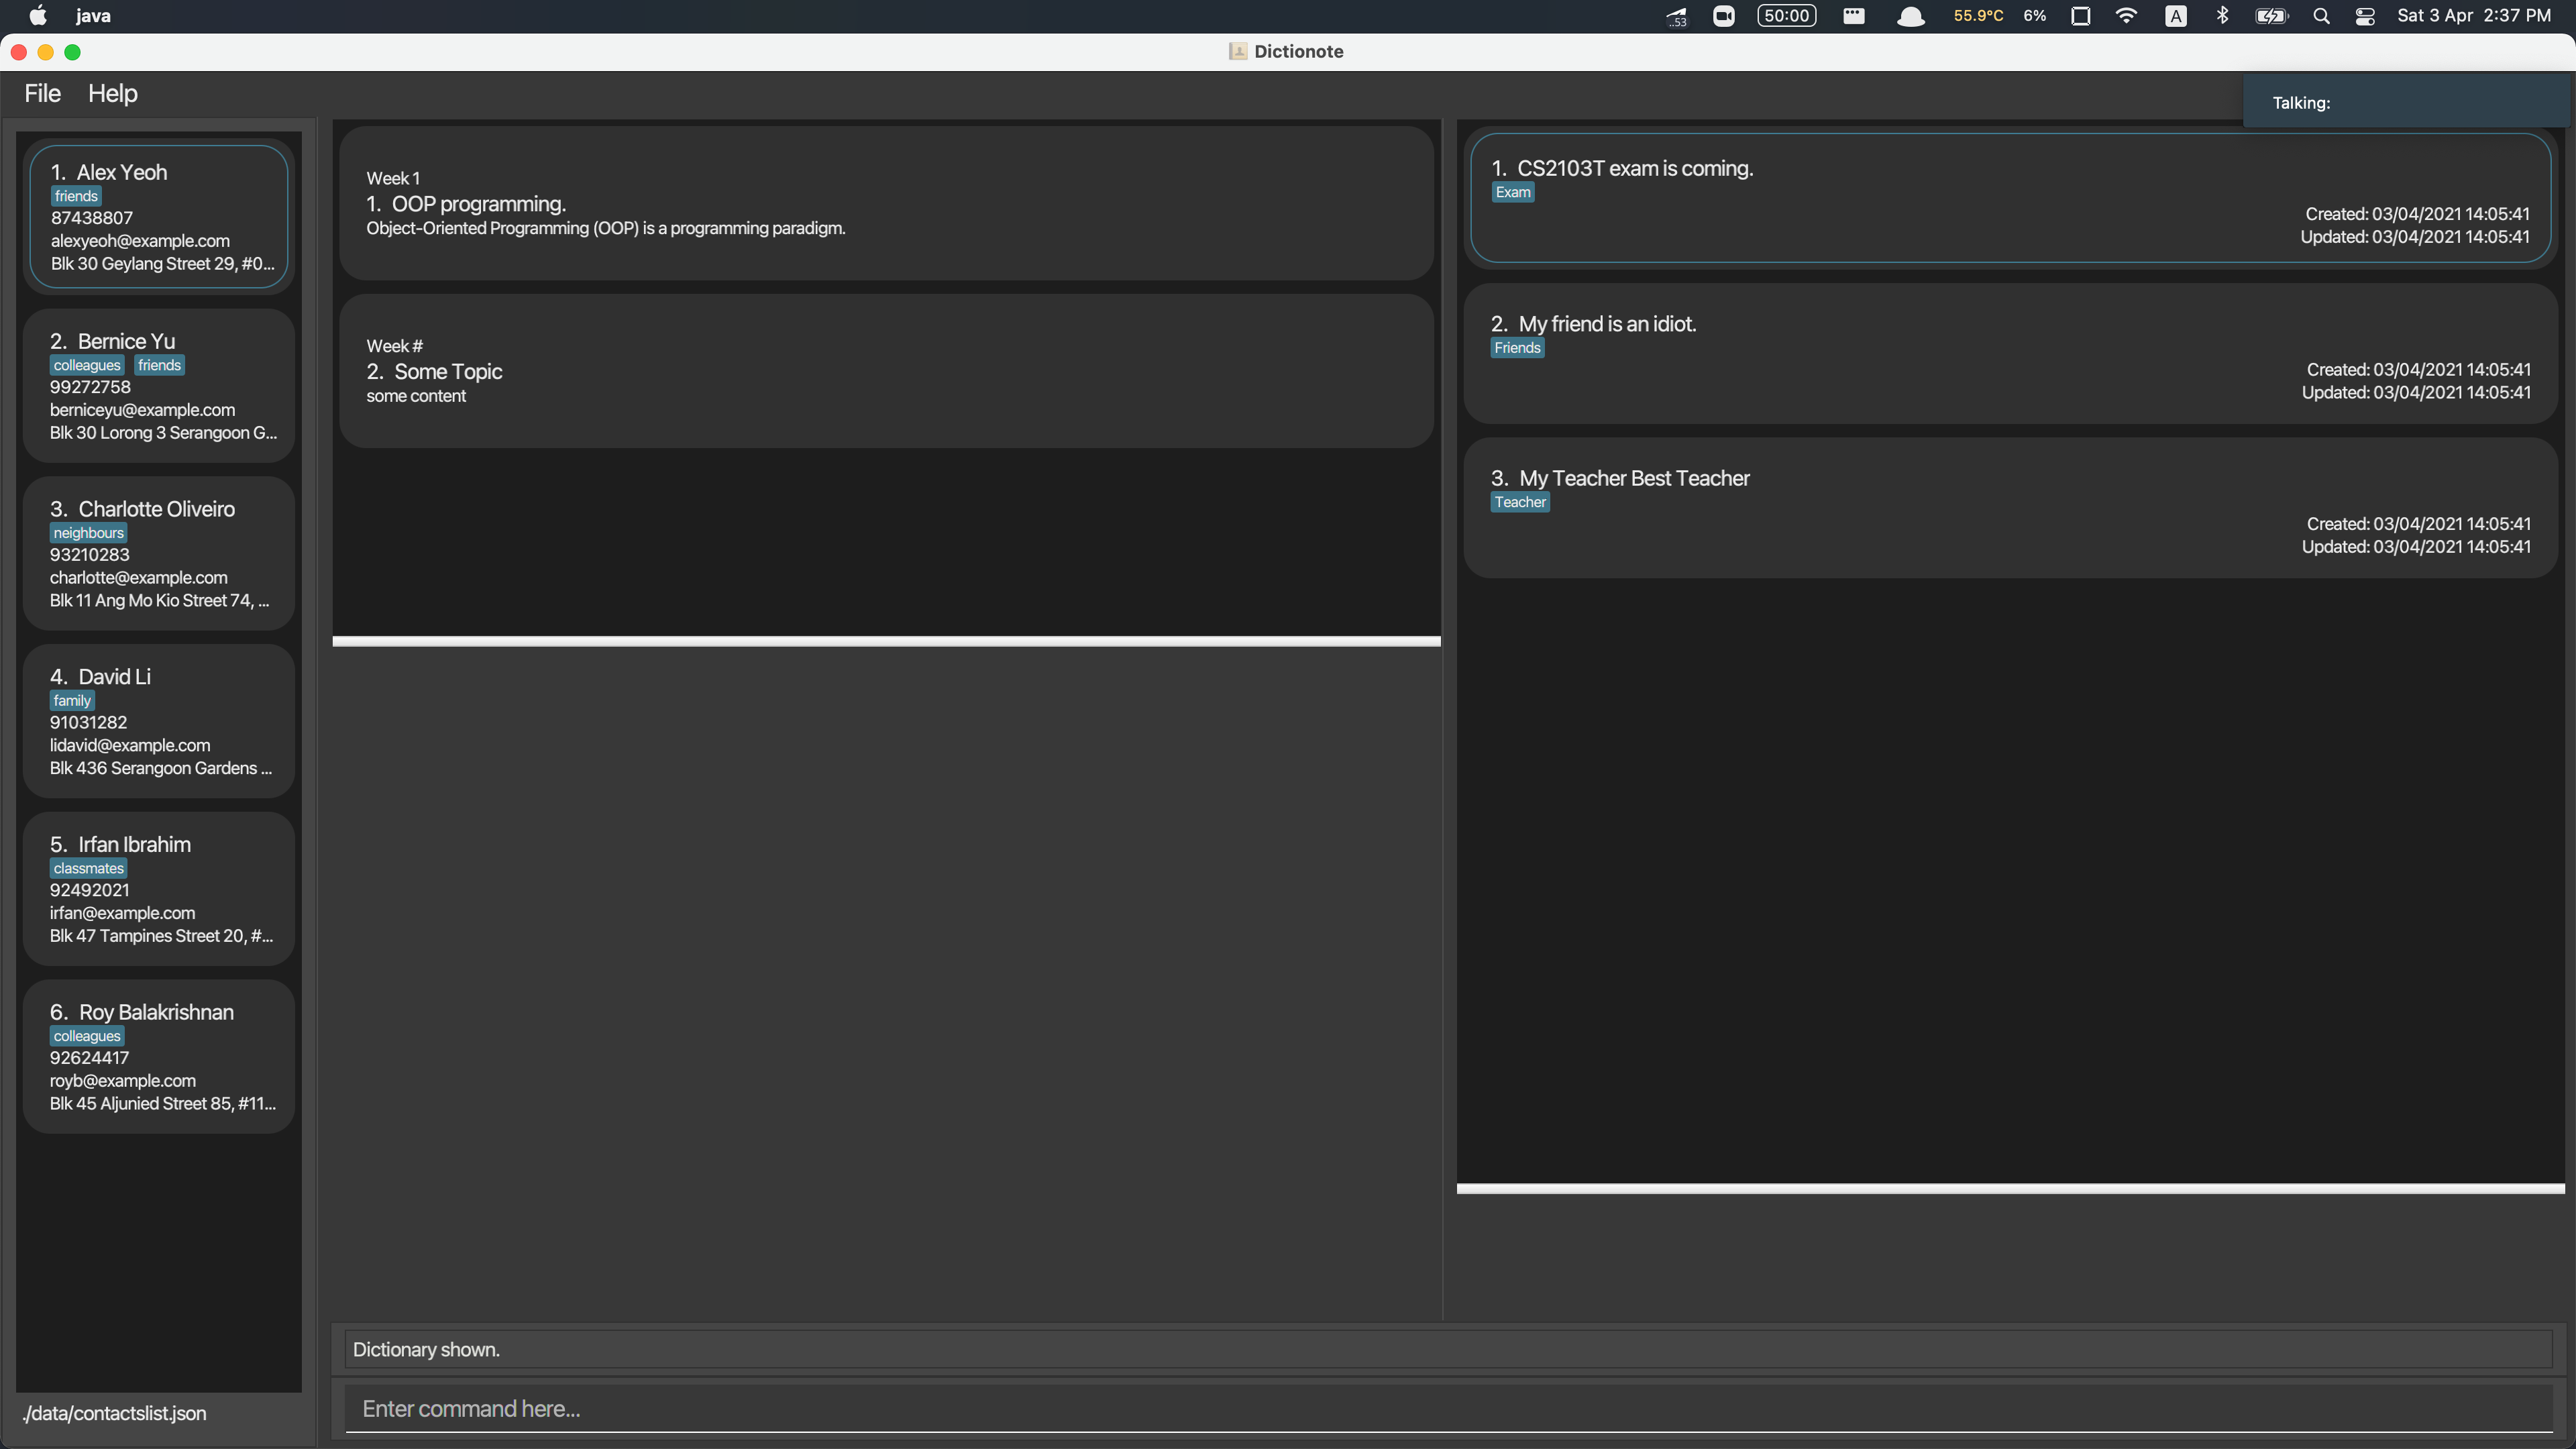 java
..53
50:00
55.9°C
6%
A
Sat 3 Apr 2:37 PM
Dictionote
File
Help
Talking:
1. Alex Yeoh
friends
87438807
alexyeoh@example.com
Blk 30 Geylang Street 29, #0...
2. Bernice Yu
colleagues friends
99272758
berniceyu@example.com
Blk 30 Lorong 3 Serangoon G...
3. Charlotte Oliveiro
neighbours
93210283
charlotte@example.com
Blk 11 Ang Mo Kio Street 74, ...
4. David Li
family
91031282
lidavid@example.com
Blk 436 Serangoon Gardens ...
5. Irfan Ibrahim
classmates
92492021
irfan@example.com
Blk 47 Tampines Street 20, #...
6. Roy Balakrishnan
colleagues
92624417
royb@example.com
Blk 45 Aljunied Street 85, #11...
./data/contactslist.json
Week 1
1. OOP programming.
Object-Oriented Programming (OOP) is a programming paradigm.
Week #
2. Some Topic
some content
1. CS2103T exam is coming.
Exam
Created: 03/04/2021 14:05:41
Updated: 03/04/2021 14:05:41
2. My friend is an idiot.
Friends
Created: 03/04/2021 14:05:41
Updated: 03/04/2021 14:05:41
3. My Teacher Best Teacher
Teacher
Created: 03/04/2021 14:05:41
Updated: 03/04/2021 14:05:41
Dictionary shown.
Enter command here...